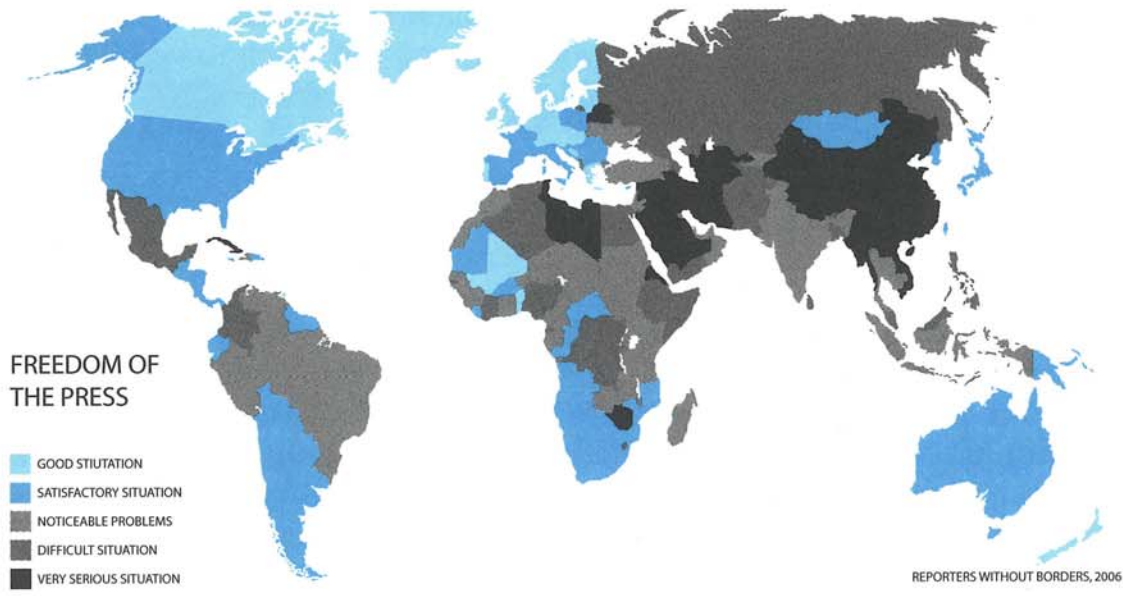 FREEDOM OF
THE PRESS
GOOD STIUTATION
SATISFACTORY SITUATION
NOTICEABLE PROBLEMS
DIFFICULT SITUATION
VERY SERIOUS SITUATION
REPORTERS WITHOUT BORDERS, 2006